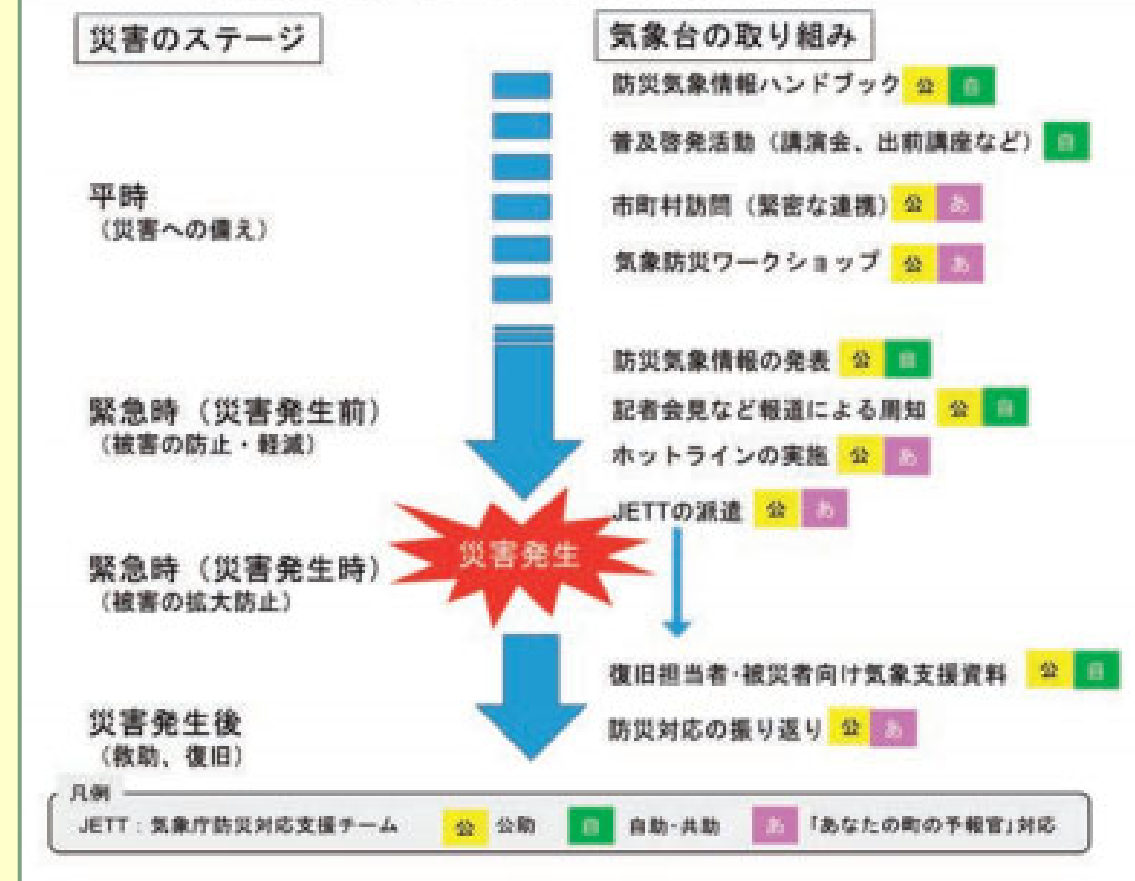 災害のステージ
気象台の取り組み
防災気象情報ハンドブック 公 自
普及啓発活動（講演会、出前講座など） 自
平時
（災害への備え）
市町村訪問（緊密な連携） 公 あ
気象防災ワークショップ 公 あ
防災気象情報の発表 公 自
緊急時（災害発生前）
（被害の防止・軽減）
記者会見など報道による周知 公 自
ホットラインの実施 公 あ
JETTの派遣 公 あ
災害発生
緊急時（災害発生時）
（被害の拡大防止）
復旧担当者・被災者向け気象支援資料 公 自
災害発生後
（救助、復旧）
防災対応の振り返り 公 あ
凡例
JETT：気象庁防災対応支援チーム 公 公助 自 自助・共助 あ 「あなたの町の予報官」対応